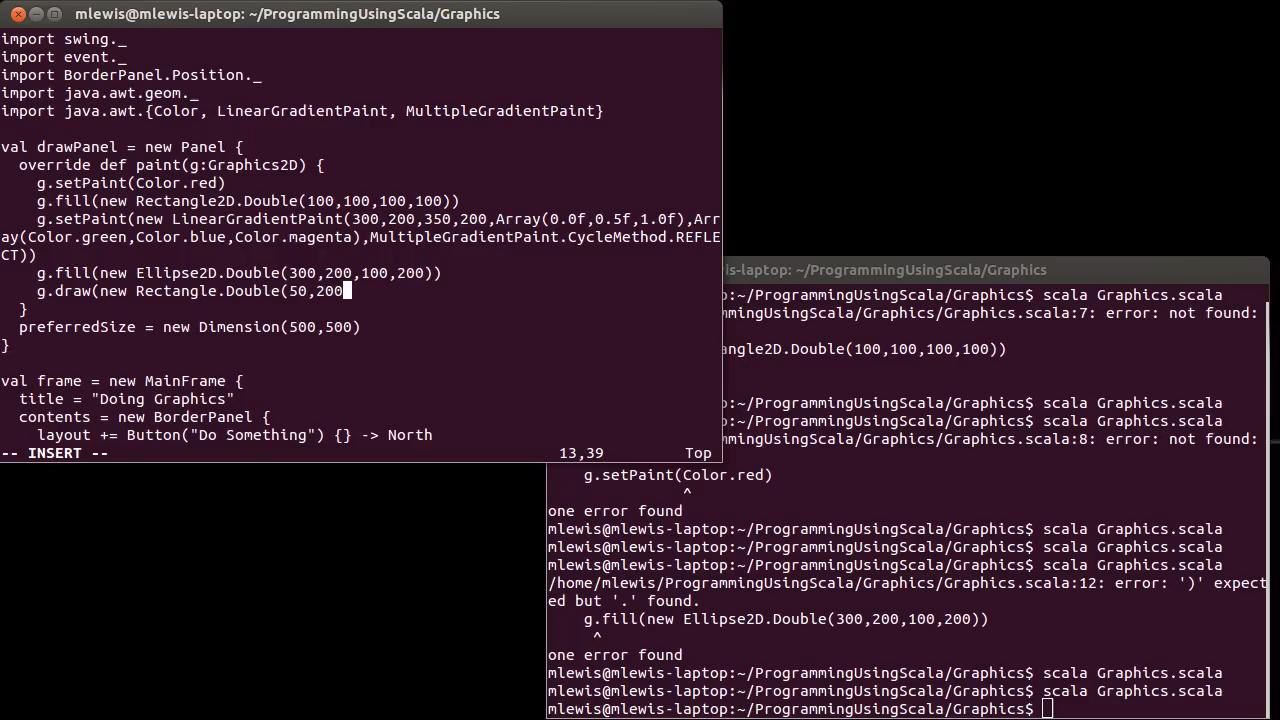 mlewis@mlewis-laptop: ~/ProgrammingUsingScala/Graphics
import swing._
import event._
import BorderPanel.Position._
import java.awt.geom._
import java.awt.{Color, LinearGradientPaint, MultipleGradientPaint}
val drawPanel = new Panel {
  override def paint(g:Graphics2D) {
    g.setPaint(Color.red)
    g.fill(new Rectangle2D.Double(100,100,100,100))
    g.setPaint(new LinearGradientPaint(300,200,350,200,Array(0.0f,0.5f,1.0f),Arr
ay(Color.green,Color.blue,Color.magenta),MultipleGradientPaint.CycleMethod.REFLE
CT))
    g.fill(new Ellipse2D.Double(300,200,100,200))
    g.draw(new Rectangle.Double(50,200
  }
  preferredSize = new Dimension(500,500)
}
val frame = new MainFrame {
  title = "Doing Graphics"
  contents = new BorderPanel {
    layout += Button("Do Something") {} -> North
-- INSERT -- 13,39 Top
is-laptop: ~/ProgrammingUsingScala/Graphics
:~/ProgrammingUsingScala/Graphics$ scala Graphics.scala
mmingUsingScala/Graphics/Graphics.scala:7: error: not found:
angle2D.Double(100,100,100,100))
:~/ProgrammingUsingScala/Graphics$ scala Graphics.scala
:~/ProgrammingUsingScala/Graphics$ scala Graphics.scala
mmingUsingScala/Graphics/Graphics.scala:8: error: not found:
    g.setPaint(Color.red)
               ^
one error found
mlewis@mlewis-laptop:~/ProgrammingUsingScala/Graphics$ scala Graphics.scala
mlewis@mlewis-laptop:~/ProgrammingUsingScala/Graphics$ scala Graphics.scala
mlewis@mlewis-laptop:~/ProgrammingUsingScala/Graphics$ scala Graphics.scala
/home/mlewis/ProgrammingUsingScala/Graphics/Graphics.scala:12: error: ')' expect
ed but '.' found.
    g.fill(new Ellipse2D.Double(300,200,100,200))
     ^
one error found
mlewis@mlewis-laptop:~/ProgrammingUsingScala/Graphics$ scala Graphics.scala
mlewis@mlewis-laptop:~/ProgrammingUsingScala/Graphics$ scala Graphics.scala
mlewis@mlewis-laptop:~/ProgrammingUsingScala/Graphics$